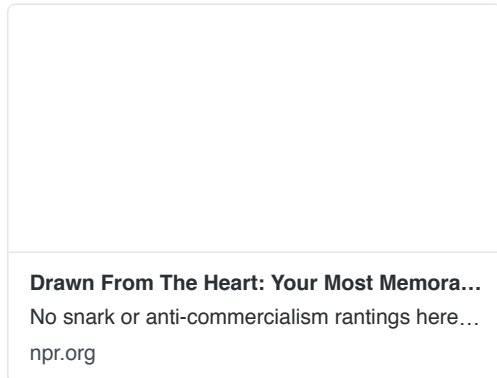 Drawn From The Heart: Your Most Memora…
No snark or anti-commercialism rantings here…
npr.org